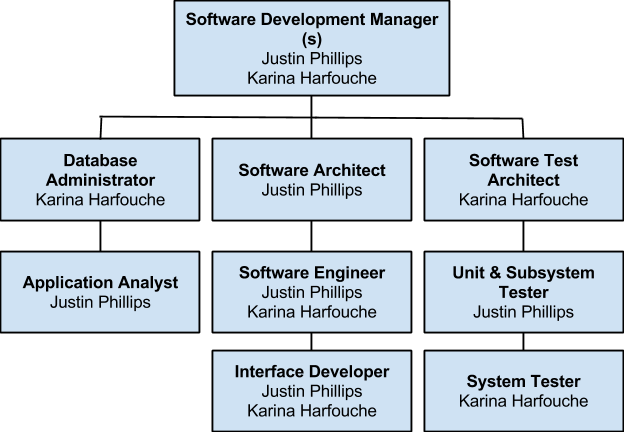 Software Development Manager
(s)
Justin Phillips
Karina Harfouche
Database
Administrator
Karina Harfouche
Software Architect
Justin Phillips
Software Test
Architect
Karina Harfouche
Application Analyst
Justin Phillips
Software Engineer
Justin Phillips
Karina Harfouche
Unit & Subsystem
Tester
Justin Phillips
Interface Developer
Justin Phillips
Karina Harfouche
System Tester
Karina Harfouche